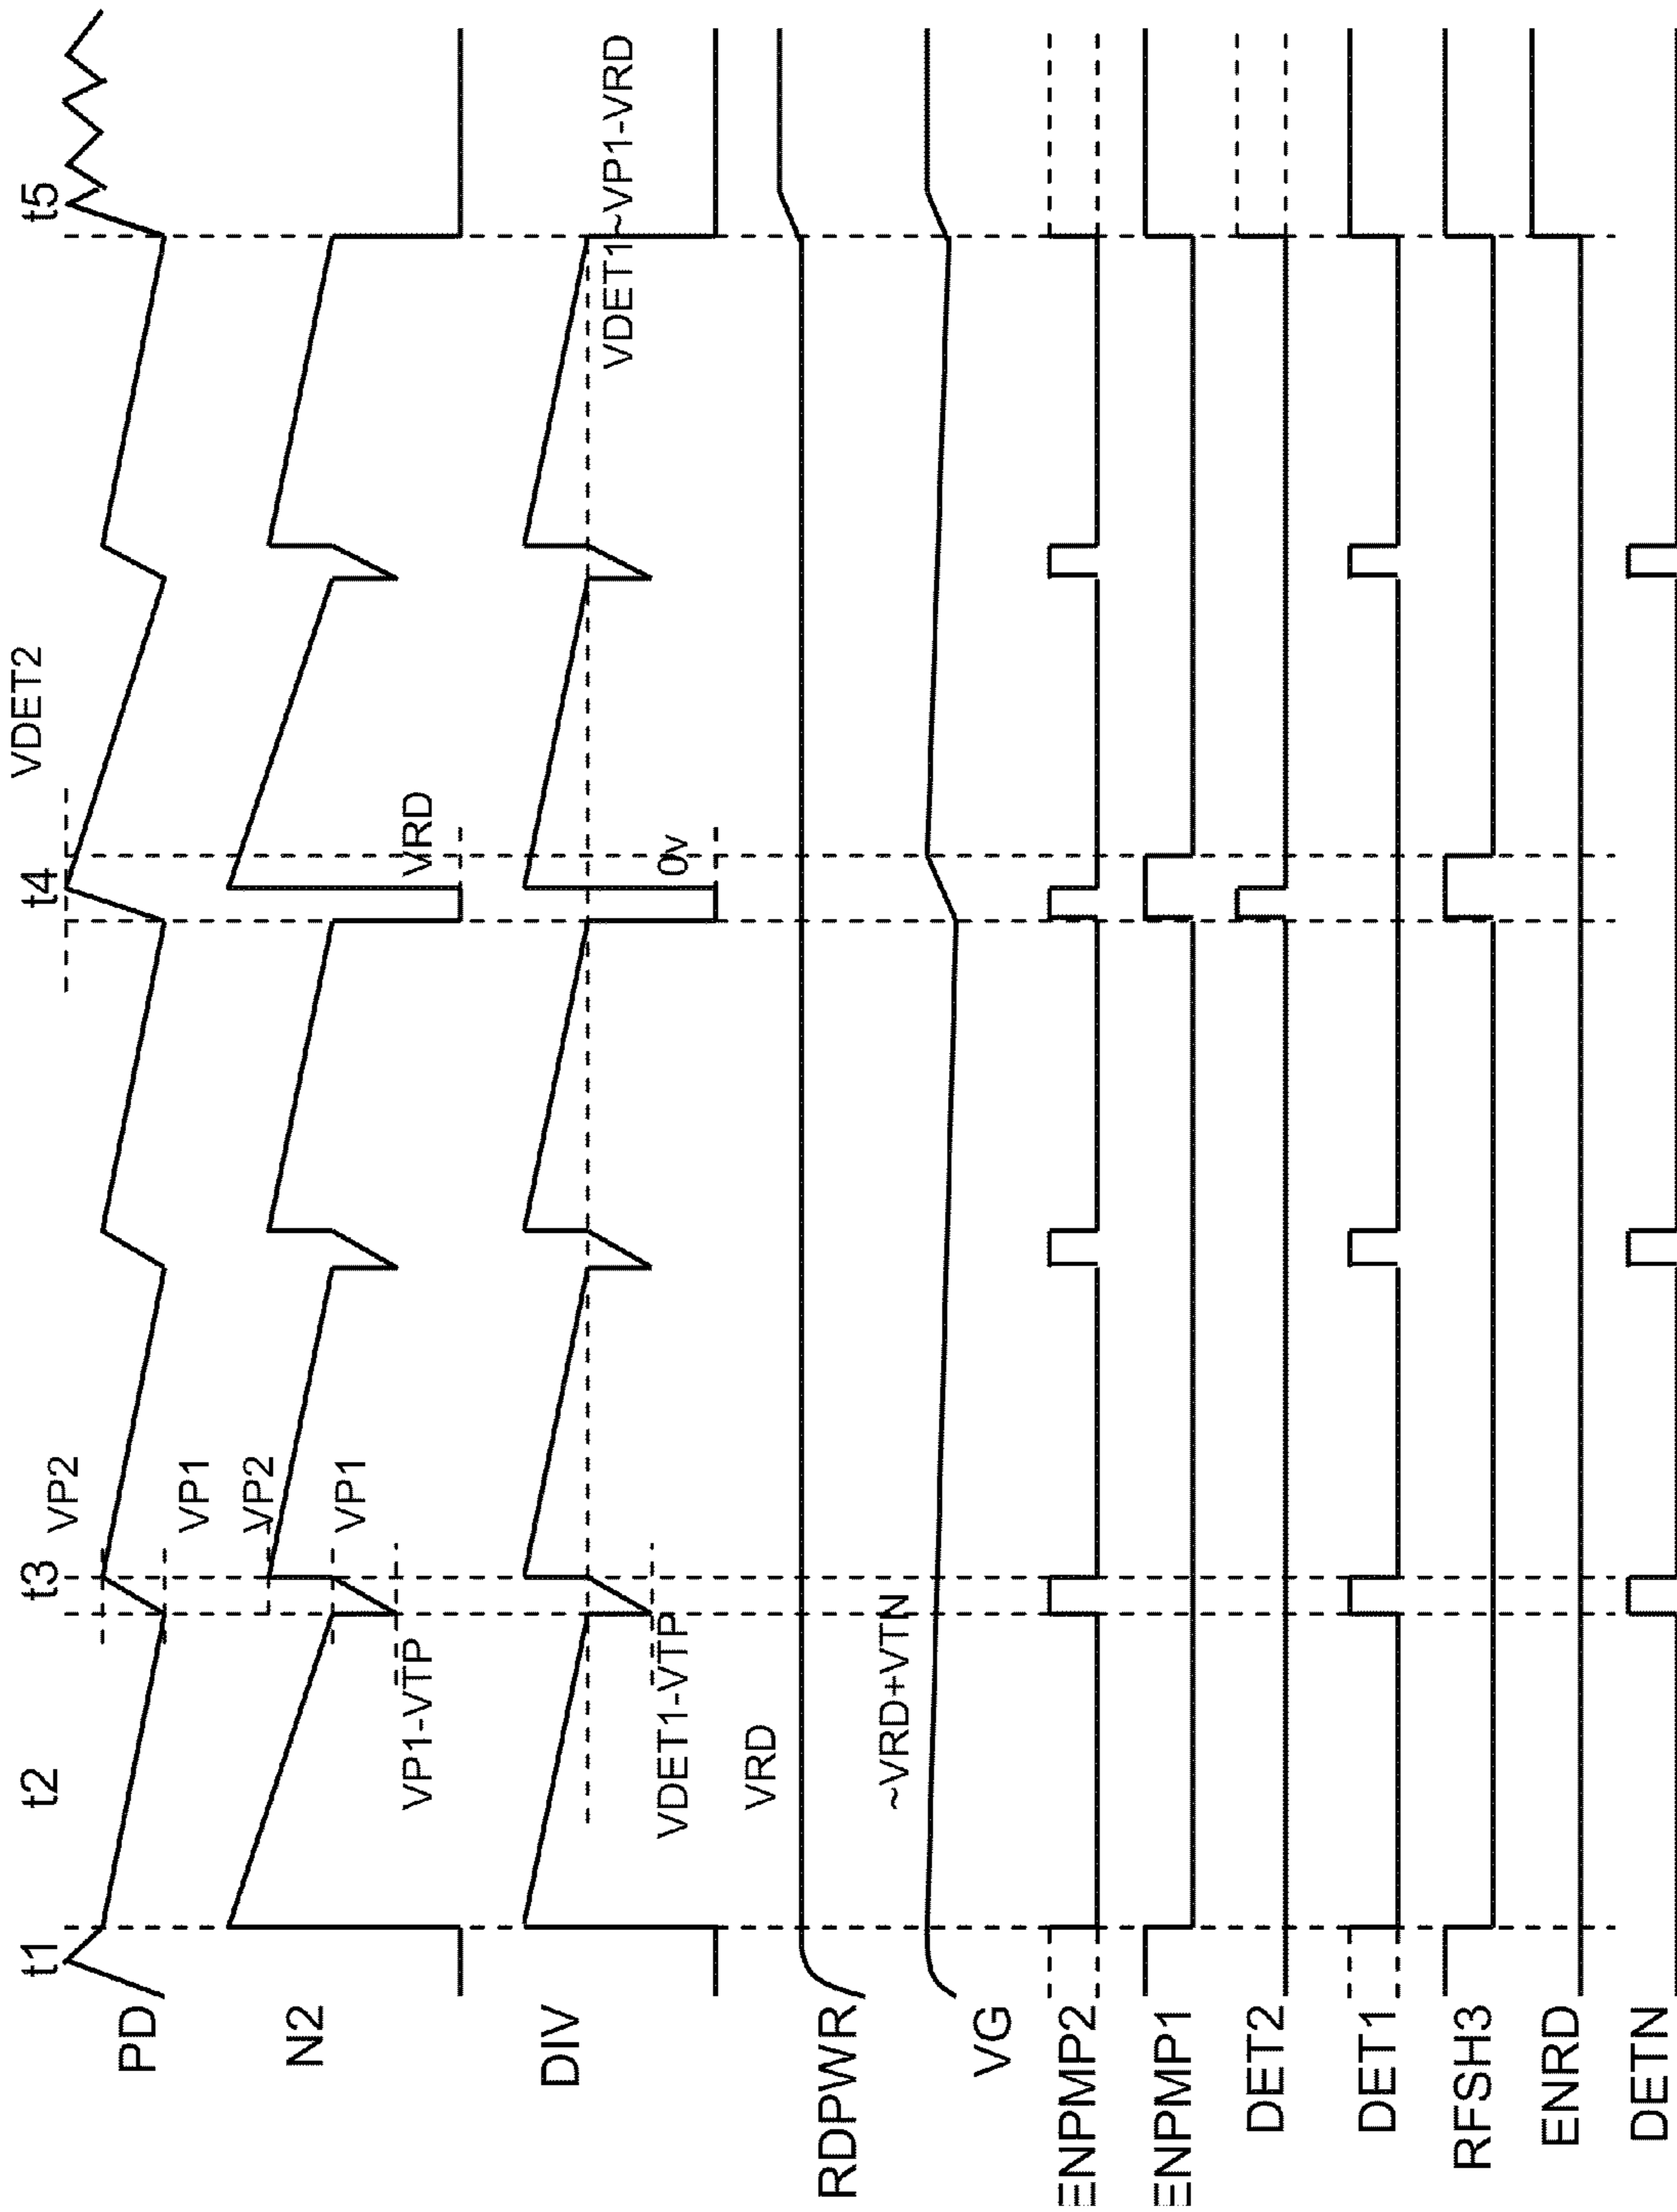 t1
t2
t3
t4
t5
VDET2
PD
VP2
VP1
N2
VP2
VP1
VP1-VTP
VRD
DIV
VDET1-VTP
0v
VDET1~VP1-VRD
RDPWR
VRD
VG
~VRD+VTN
ENPMP2
ENPMP1
DET2
DET1
RFSH3
ENRD
DETN